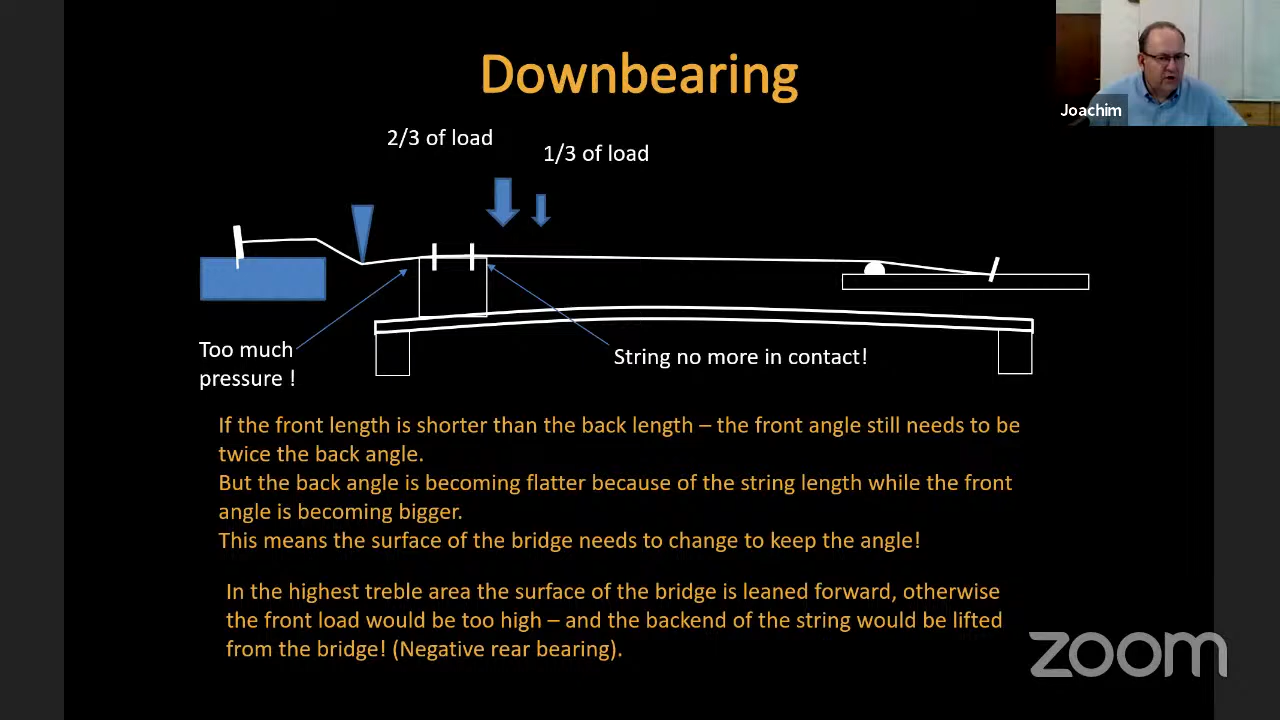 Downbearing
Joachim
2/3 of load
1/3 of load
Too much
pressure !
String no more in contact!
If the front length is shorter than the back length – the front angle still needs to be
twice the back angle.
But the back angle is becoming flatter because of the string length while the front
angle is becoming bigger.
This means the surface of the bridge needs to change to keep the angle!
In the highest treble area the surface of the bridge is leaned forward, otherwise
the front load would be too high – and the backend of the string would be lifted
from the bridge! (Negative rear bearing).
zoom